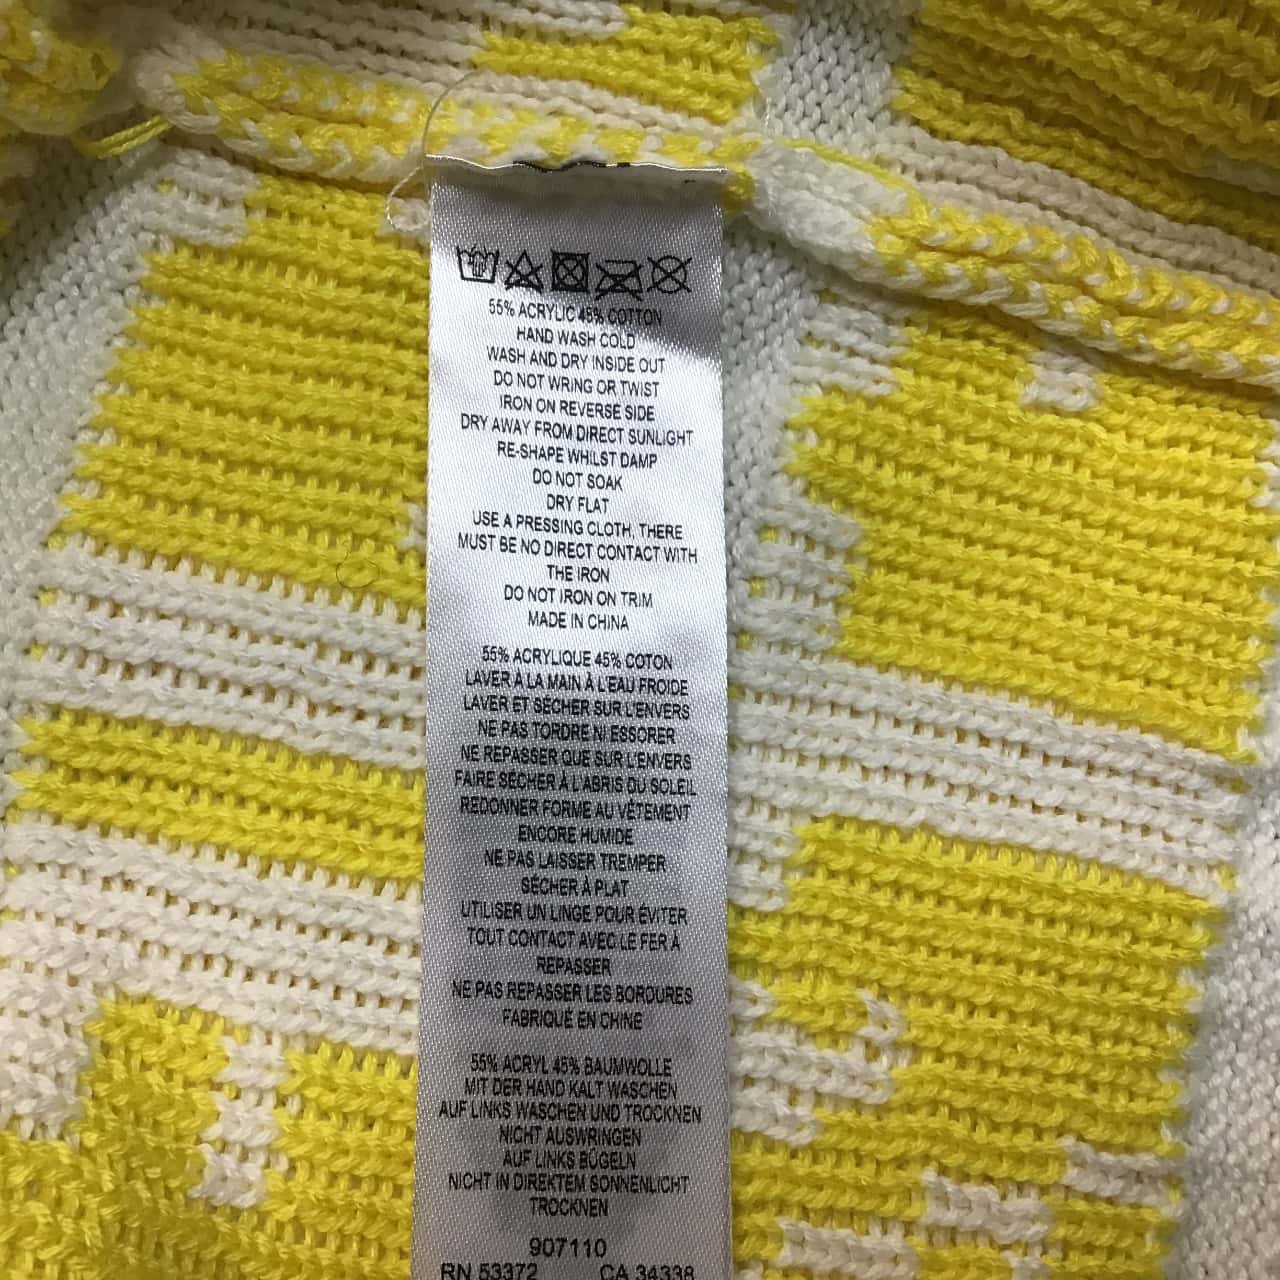 55% ACRYLIC 45% COTTON
HAND WASH COLD
WASH AND DRY INSIDE OUT
DO NOT WRING OR TWIST
IRON ON REVERSE SIDE
DRY AWAY FROM DIRECT SUNLIGHT
RE-SHAPE WHILST DAMP
DO NOT SOAK
DRY FLAT
USE A PRESSING CLOTH, THERE
MUST BE NO DIRECT CONTACT WITH
THE IRON
DO NOT IRON ON TRIM
MADE IN CHINA
55% ACRYLIQUE 45% COTON
LAVER À LA MAIN À L'EAU FROIDE
LAVER ET SÉCHER SUR L'ENVERS
NE PAS TORDRE NI ESSORER
NE REPASSER QUE SUR L'ENVERS
FAIRE SÉCHER À L'ABRIS DU SOLEIL
REDONNER FORME AU VÊTEMENT
ENCORE HUMIDE
NE PAS LAISSER TREMPER
SÉCHER À PLAT
UTILISER UN LINGE POUR ÉVITER
TOUT CONTACT AVEC LE FER À
REPASSER
NE PAS REPASSER LES BORDURES
FABRIQUÉ EN CHINE
55% ACRYL 45% BAUMWOLLE
MIT DER HAND KALT WASCHEN
AUF LINKS WASCHEN UND TROCKNEN
NICHT AUSWRINGEN
AUF LINKS BÜGELN
NICHT IN DIREKTEM SONNENLICHT
TROCKNEN
907110
RN 53372 CA 34338